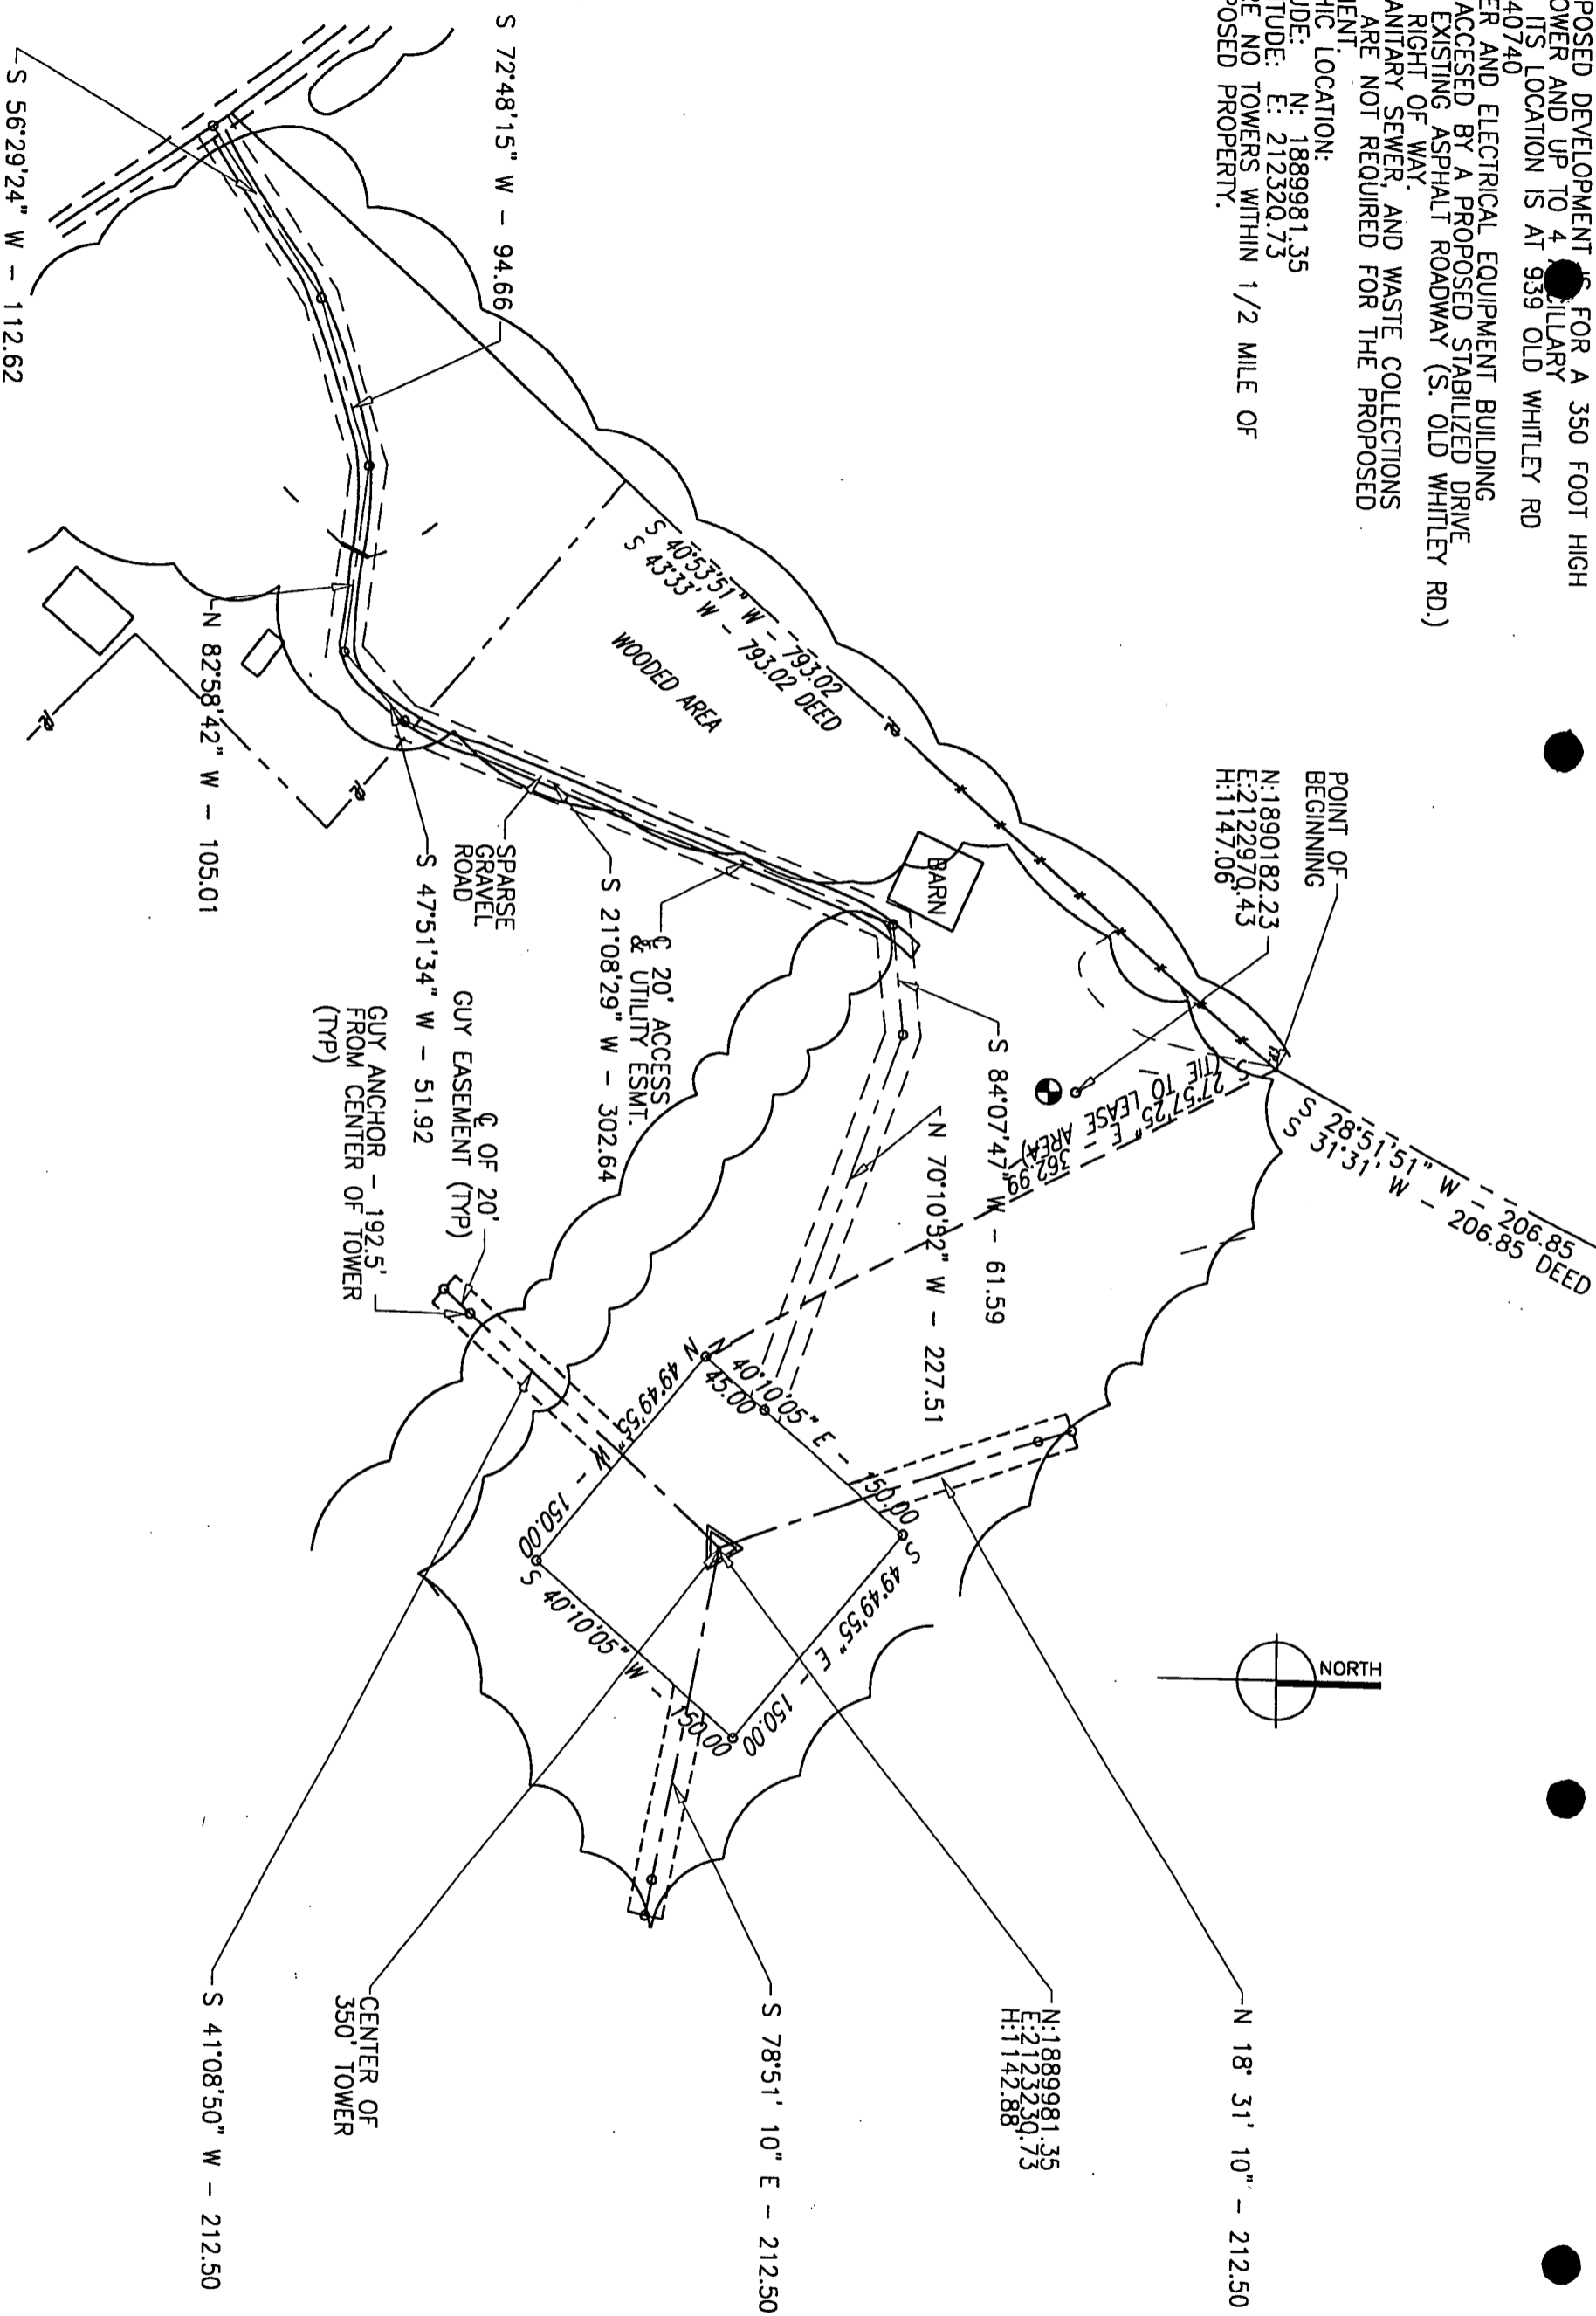 POSED DEVELOPMENT IS FOR A 350 FOOT HIGH
OWER AND UP TO 4
ITS LOCATION IS AT 939 OLD WHITLEY RD
40740
ER AND ELECTRICAL EQUIPMENT BUILDING
ACCESED BY A PROPOSED STABILIZED DRIVE
EXISTING ASPHALT ROADWAY (S. OLD WHITLEY RD.)
RIGHT OF WAY.
ANITARY SEWER, AND WASTE COLLECTIONS
ARE NOT REQUIRED FOR THE PROPOSED
MENT.
HIC LOCATION:
UDE: N: 1889981.35
TUDE: E: 2123230.73
RE NO TOWERS WITHIN 1/2 MILE OF
POSED PROPERTY.
S 72°48'15" W - 94.66
S 56°29'24" W - 112.62
S 40°53'51" W - 793.02
S 43°33' W - 793.02 DEED
WOODED AREA
N 82°58'42" W - 105.01
POINT OF
BEGINNING
N:1890182.23
E:2122970.43
H:1147.06'
BARN
SPARSE
GRAVEL
ROAD
S 47°51'34" W - 51.92
S 21°08'29" W - 302.64
℄ 20' ACCESS
& UTILITY ESMT.
S 84°07'47" W - 61.59
N 70°10'52" W - 227.51
S 27°57'25" E - 362.99
(TIE TO LEASE AREA)
S 28°51'51" W - 206.85
S 31°31' W - 206.85 DEED
℄ OF 20'
GUY EASEMENT (TYP)
GUY ANCHOR - 192.5'
FROM CENTER OF TOWER
(TYP)
N 40°10'05" E - 150.00
45.00
N 49°49'55" W - 150.00
S 49°49'55" E - 150.00
S 40°10'05" W - 150.00
NORTH
N 18° 31' 10" - 212.50
N:1889981.35
E:2123230.73
H:1142.88'
S 78°51' 10" E - 212.50
CENTER OF
350' TOWER
S 41°08'50" W - 212.50